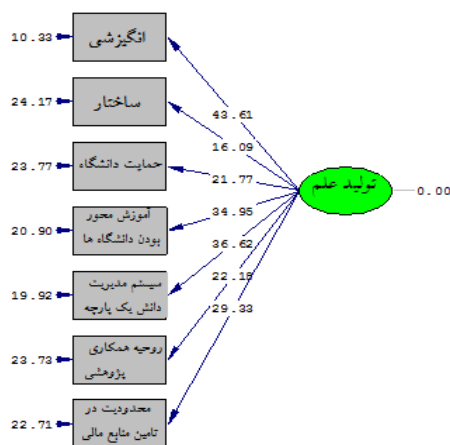 10.33
انگیزشی
43.61
24.17
ساختار
16.09
23.77
حمایت دانشگاه
21.77
تولید علم
0.00
20.90
آموزش محور
بودن دانشگاه ها
34.95
19.92
سیستم مدیریت
دانش یک پارچه
36.62
23.73
روحیه همکاری
پژوهشی
22.18
22.71
محدودیت در
تامین منابع مالی
29.33